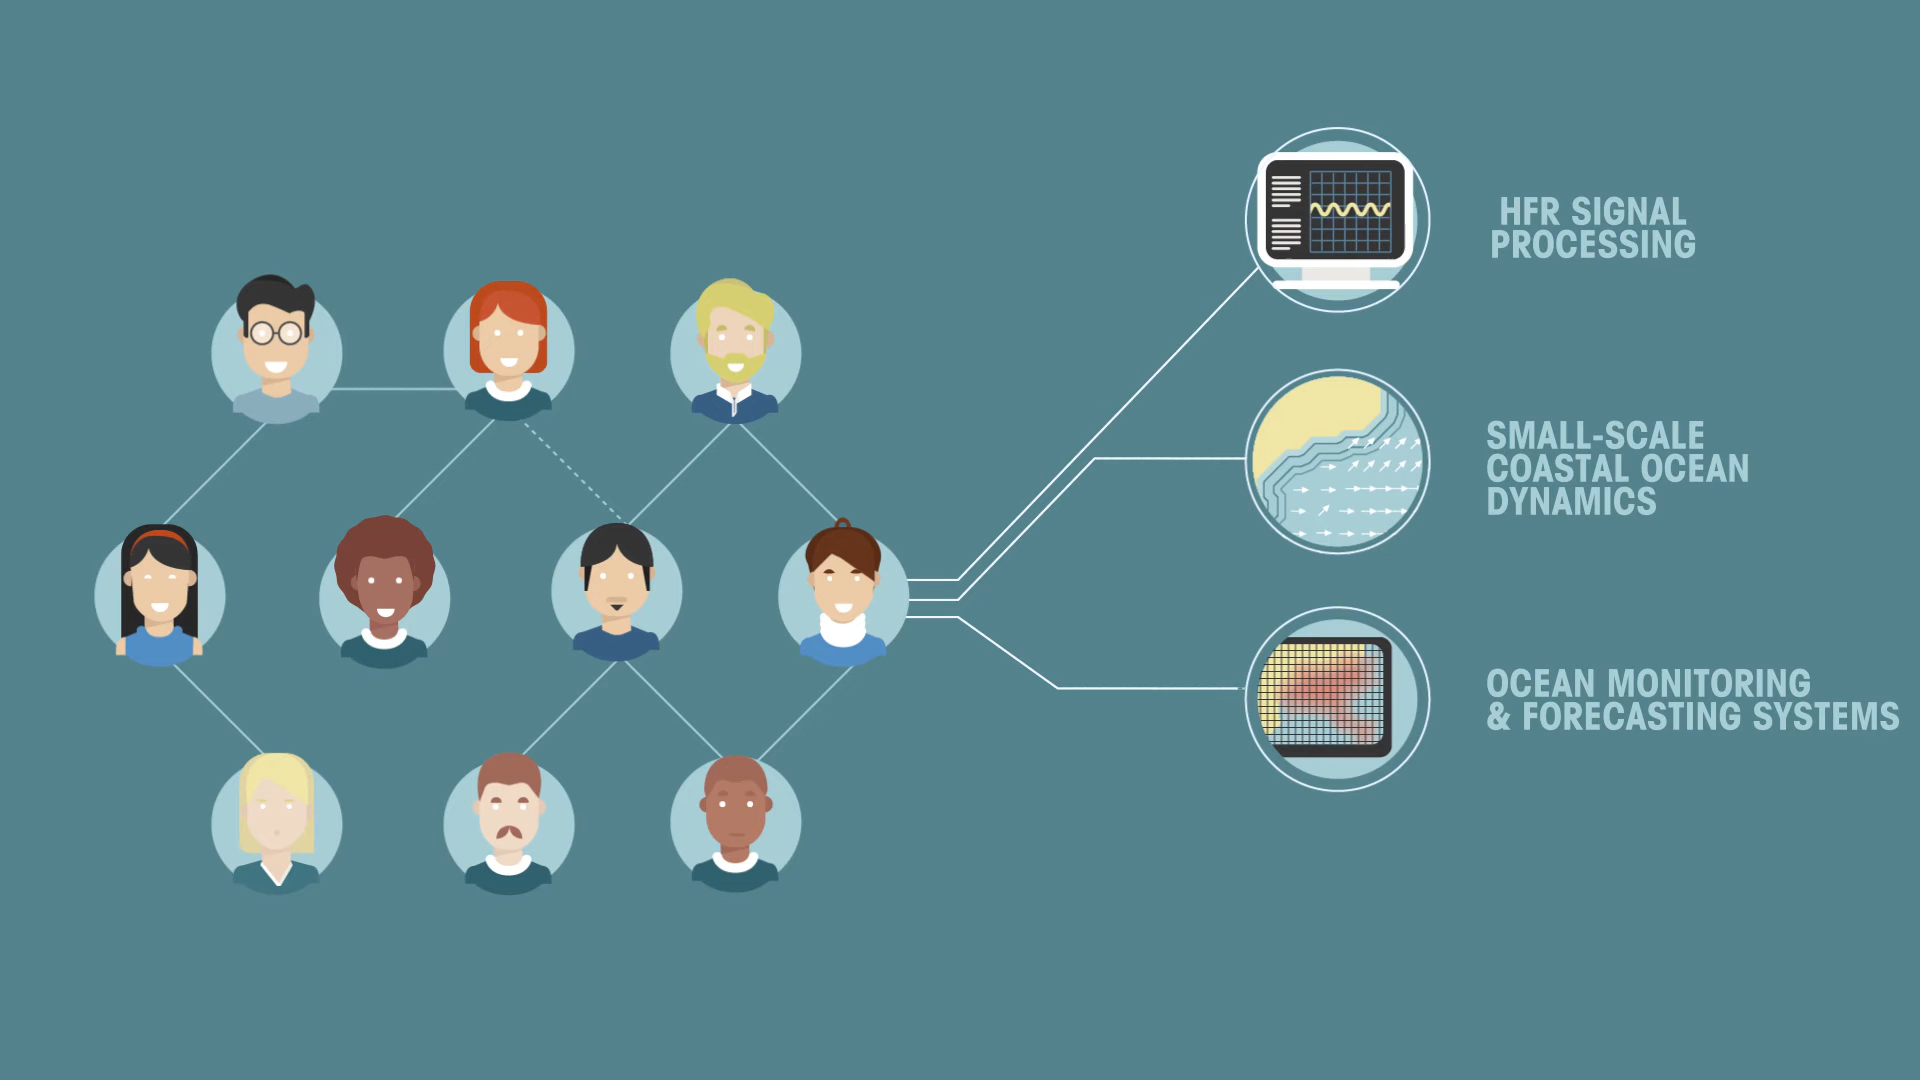 HFR SIGNAL
PROCESSING
SMALL-SCALE
COASTAL OCEAN
DYNAMICS
OCEAN MONITORING
& FORECASTING SYSTEMS